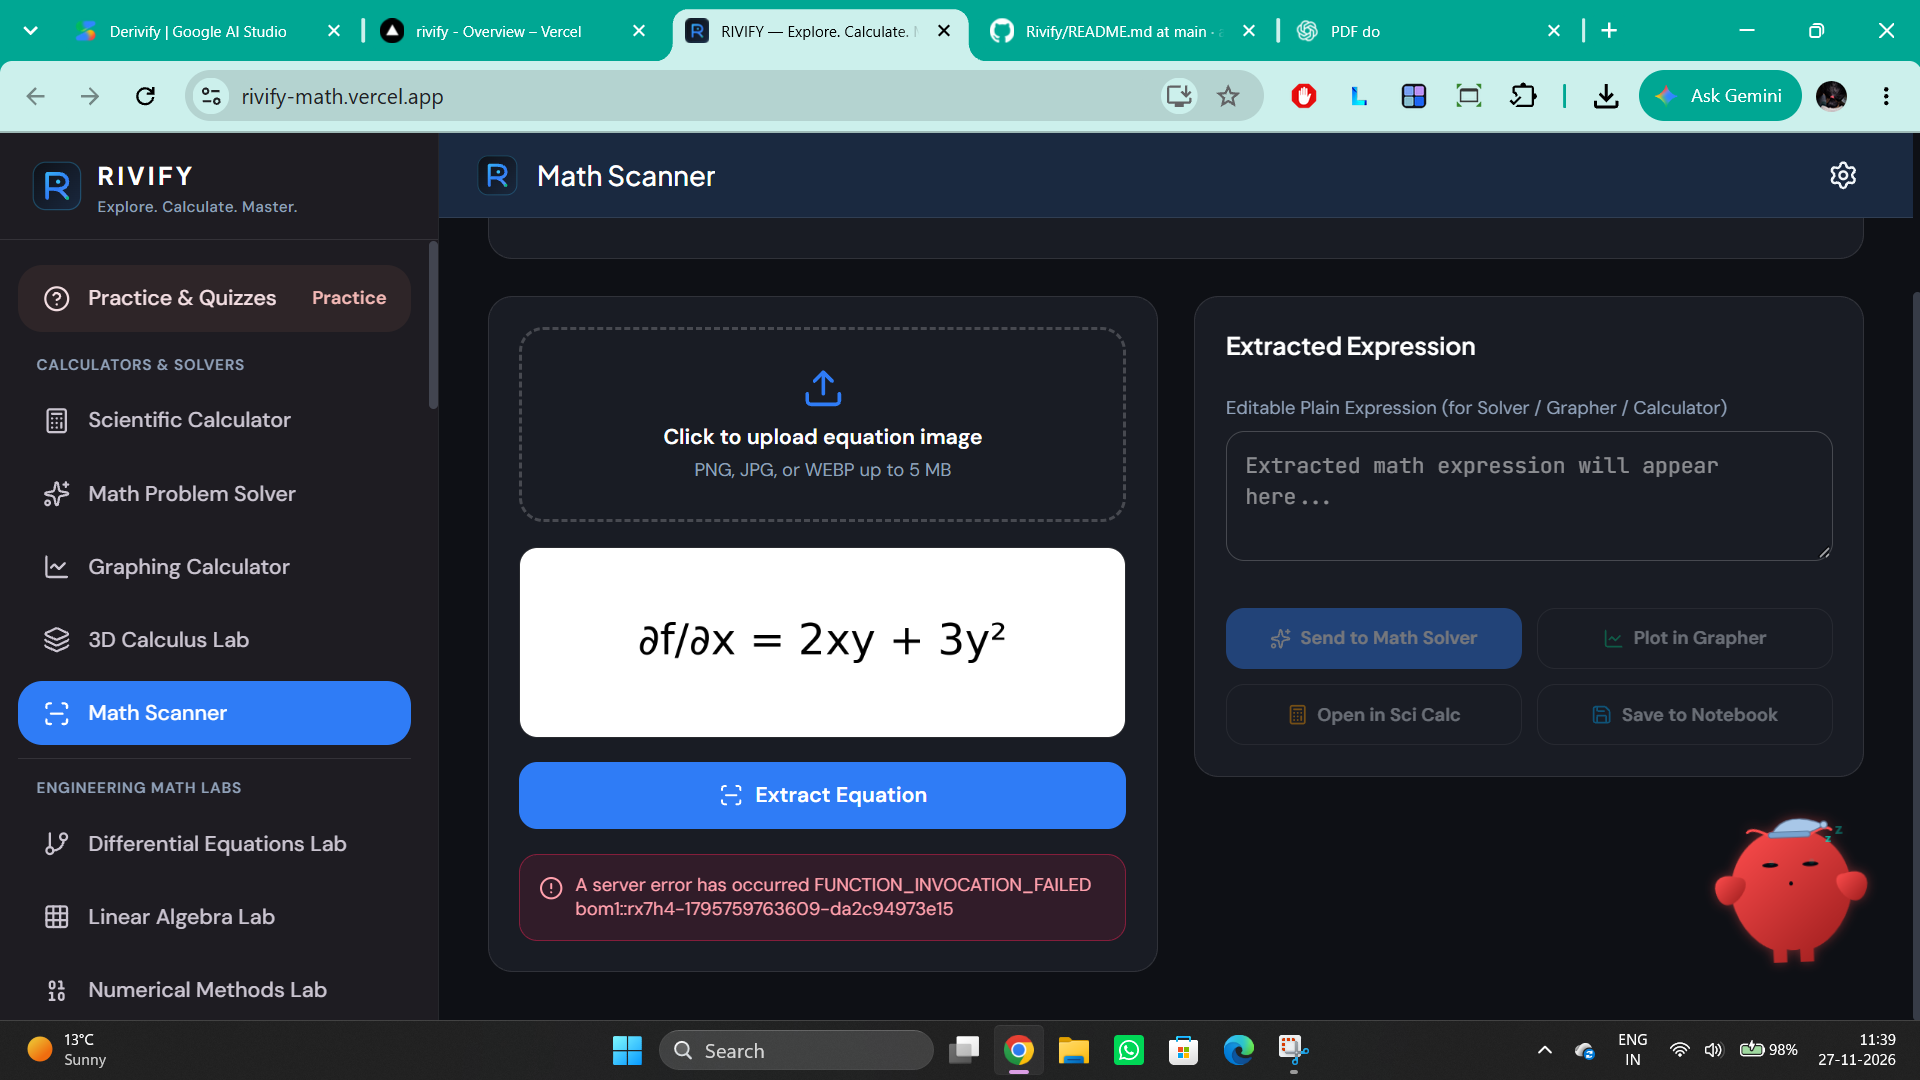 Derivify | Google AI Studio
rivify - Overview – Vercel
RIVIFY — Explore. Calculate.
Rivify/README.md at main ·
PDF do
rivify-math.vercel.app
Ask Gemini
RIVIFY
Explore. Calculate. Master.
Math Scanner
Practice & Quizzes
Practice
CALCULATORS & SOLVERS
Scientific Calculator
Math Problem Solver
Graphing Calculator
3D Calculus Lab
Math Scanner
ENGINEERING MATH LABS
Differential Equations Lab
Linear Algebra Lab
01
10
Numerical Methods Lab
Click to upload equation image
PNG, JPG, or WEBP up to 5 MB
∂f/∂x = 2xy + 3y²
Extract Equation
A server error has occurred FUNCTION_INVOCATION_FAILED
bom1::rx7h4-1795759763609-da2c94973e15
Extracted Expression
Editable Plain Expression (for Solver / Grapher / Calculator)
Extracted math expression will appear
here...
Send to Math Solver
Plot in Grapher
Open in Sci Calc
Save to Notebook
z
z
13°C
Sunny
Search
ENG
IN
98%
11:39
27-11-2026